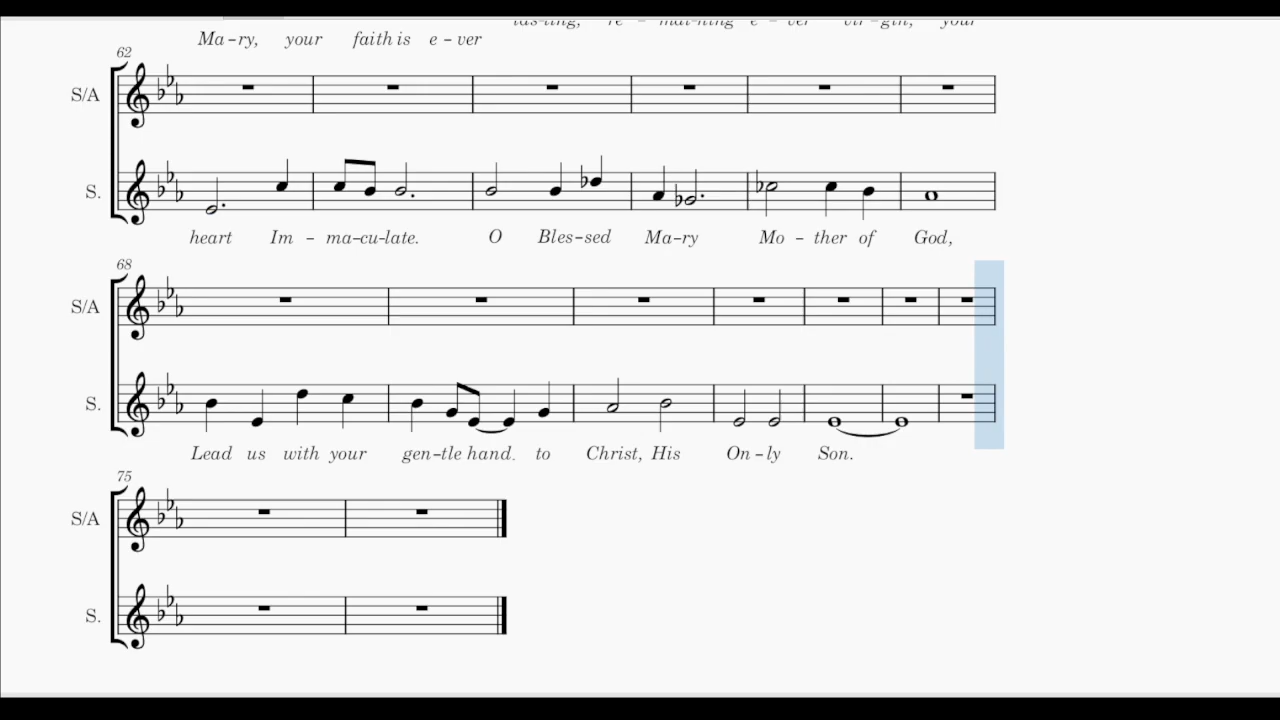 Ma-ry, your faith is e-ver
62
S/A
S.
heart Im - ma-cu-late. O Bles-sed Ma-ry Mo - ther of God,
68
S/A
S.
Lead us with your gen-tle hand. to Christ, His On-ly Son.
75
S/A
S.